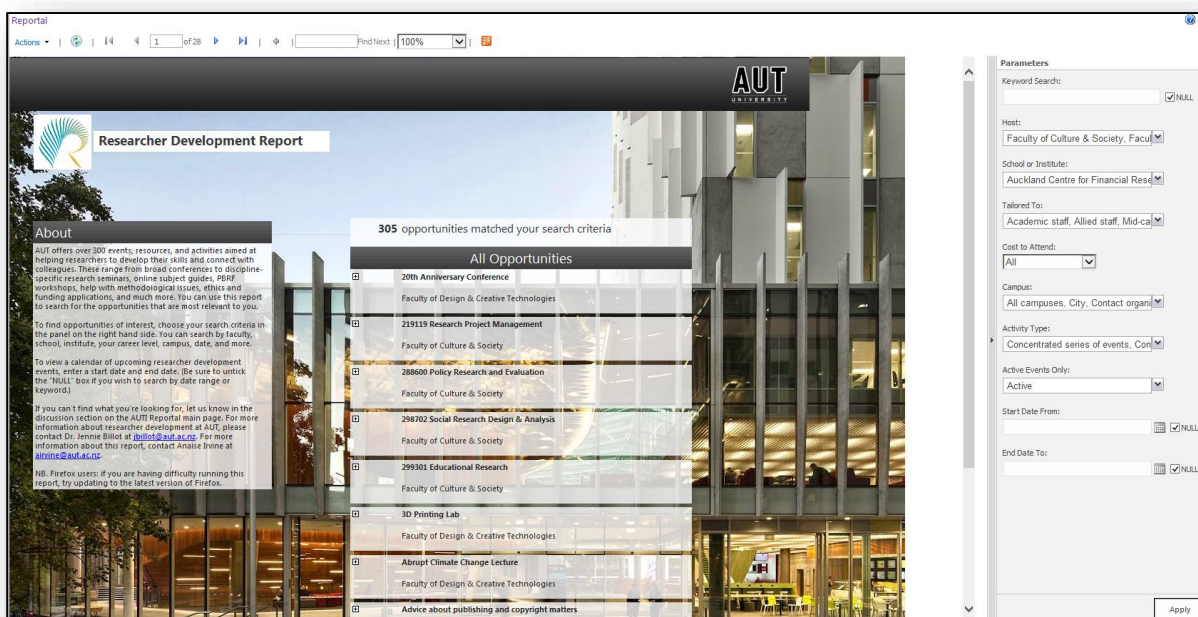 Reportal
Actions | 1 of 28 | Find Next | 100% |
AUT
UNIVERSITY
Researcher Development Report
About
AUT offers over 300 events, resources, and activities aimed at
helping researchers to develop their skills and connect with
colleagues. These range from broad conferences to discipline-
specific research seminars, online subject guides, PBRF
workshops, help with methodological issues, ethics and
funding applications, and much more. You can use this report
to search for the opportunities that are most relevant to you.
To find opportunities of interest, choose your search criteria in
the panel on the right hand side. You can search by faculty,
school, institute, your career level, campus, date, and more.
To view a calendar of upcoming researcher development
events, enter a start date and end date. (Be sure to untick
the "NULL" box if you wish to search by date range or
keyword.)
If you can't find what you're looking for, let us know in the
discussion section on the AUTI Reportal main page. For more
information about researcher development at AUT, please
contact Dr. Jennie Billot at jbillot@aut.ac.nz. For more
information about this report, contact Anaise Irvine at
airvine@aut.ac.nz.
NB. Firefox users: if you are having difficulty running this
report, try updating to the latest version of Firefox.
305 opportunities matched your search criteria
All Opportunities
20th Anniversary Conference
Faculty of Design & Creative Technologies
219119 Research Project Management
Faculty of Culture & Society
288600 Policy Research and Evaluation
Faculty of Culture & Society
298702 Social Research Design & Analysis
Faculty of Culture & Society
299301 Educational Research
Faculty of Culture & Society
3D Printing Lab
Faculty of Design & Creative Technologies
Abrupt Climate Change Lecture
Faculty of Design & Creative Technologies
Advice about publishing and copyright matters
Parameters
Keyword Search:
NULL
Host:
Faculty of Culture & Society, Facul
School or Institute:
Auckland Centre for Financial Rese
Tailored To:
Academic staff, Allied staff, Mid-ca
Cost to Attend:
All
Campus:
All campuses, City, Contact organi
Activity Type:
Concentrated series of events, Con
Active Events Only:
Active
Start Date From:
NULL
End Date To:
NULL
Apply